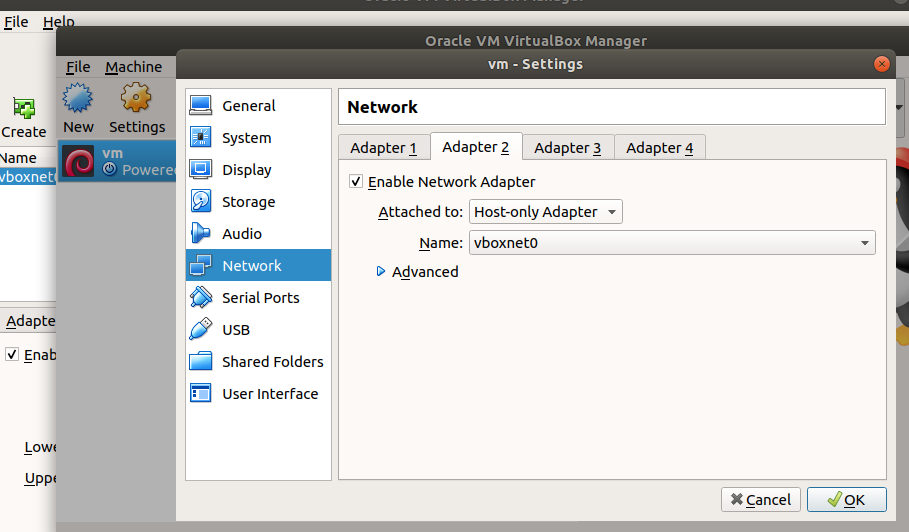 File Help
Oracle VM VirtualBox Manager
vm - Settings
File Machine
New Settings
Create
Name
vboxnet0
vm
Powered
General
System
Display
Storage
Audio
Network
Serial Ports
USB
Shared Folders
User Interface
Network
Adapter 1 Adapter 2 Adapter 3 Adapter 4
Enable Network Adapter
Attached to: Host-only Adapter
Name: vboxnet0
Advanced
Adapte
Enab
Lowe
Uppe
Cancel OK